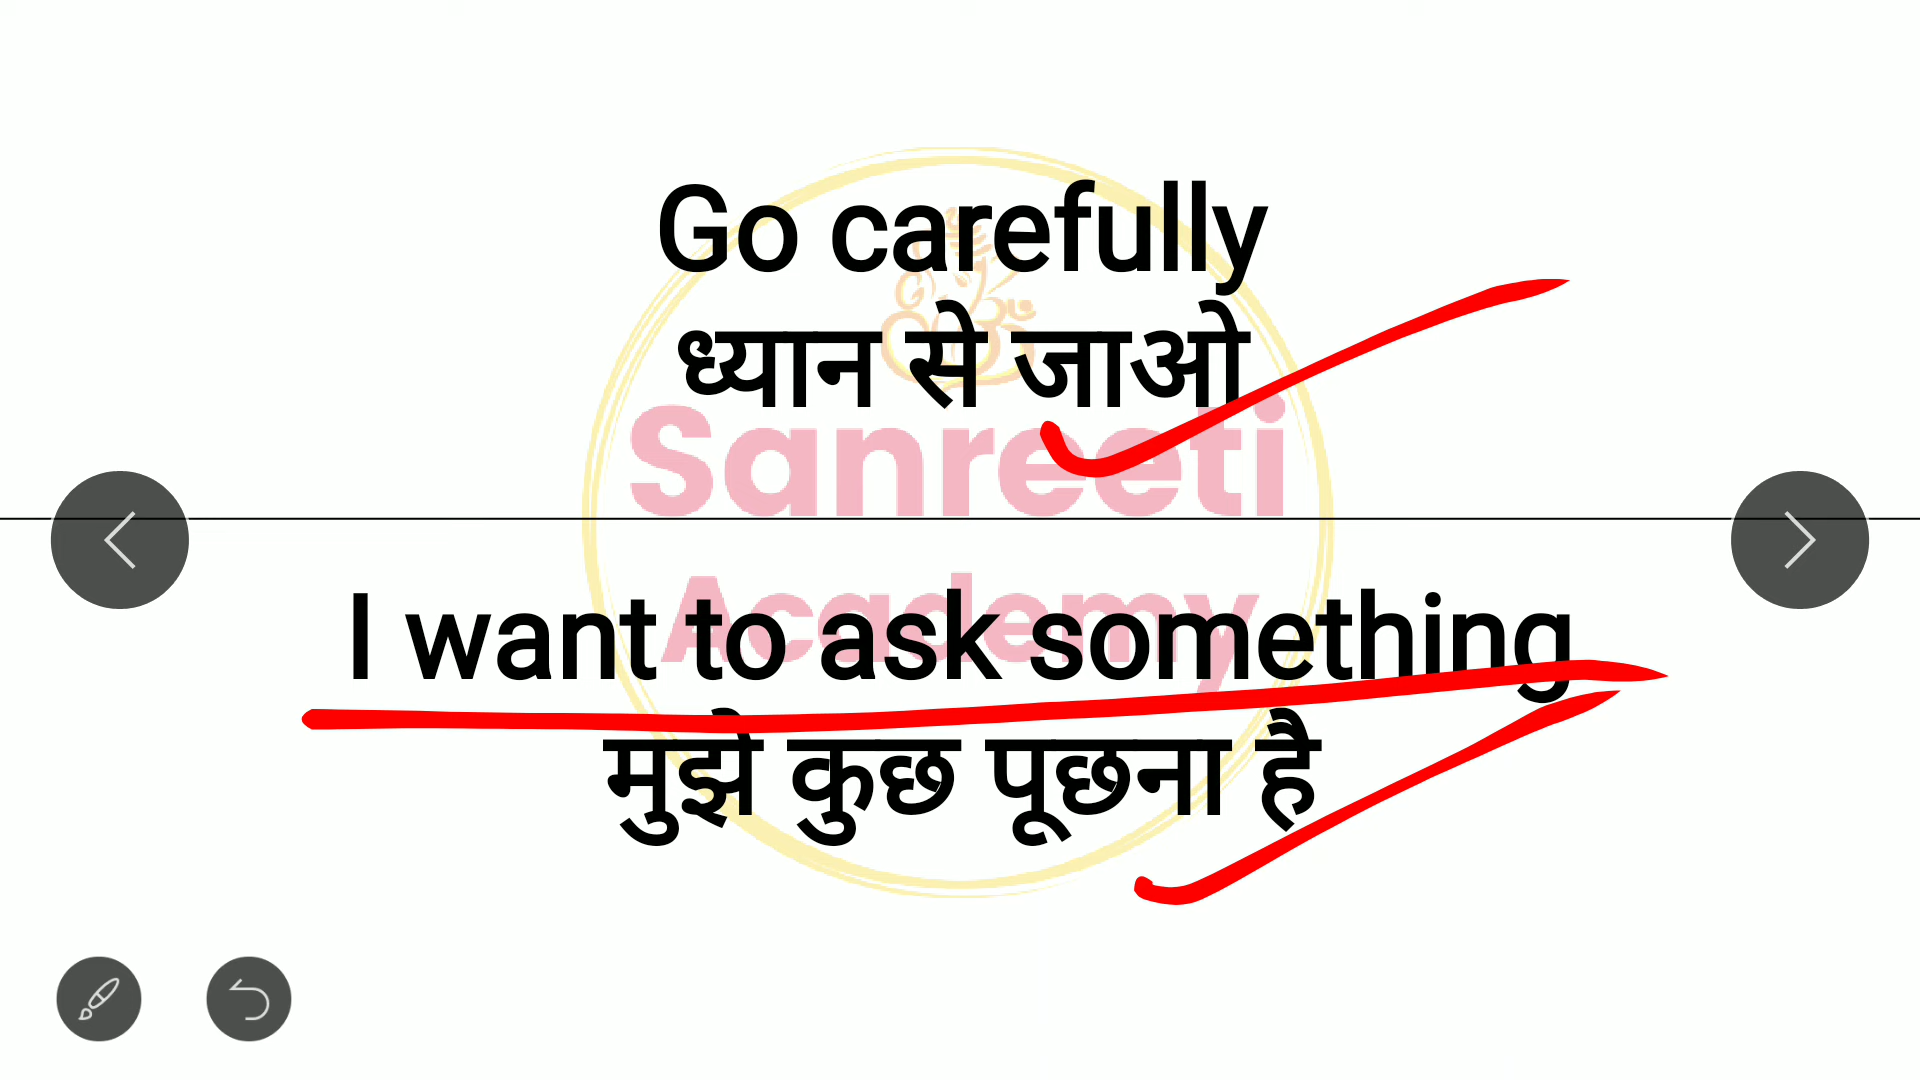 Go carefully
ध्यान से जाओ
Sanreeti
Academy
I want to ask something
मुझे कुछ पूछना है